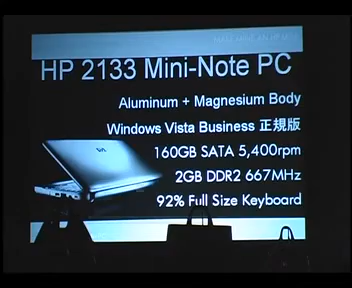 HP 2133 Mini-Note PC
Aluminum + Magnesium Body
Windows Vista Business 正規版
160GB SATA 5,400rpm
2GB DDR2 667MHz
92% Full Size Keyboard